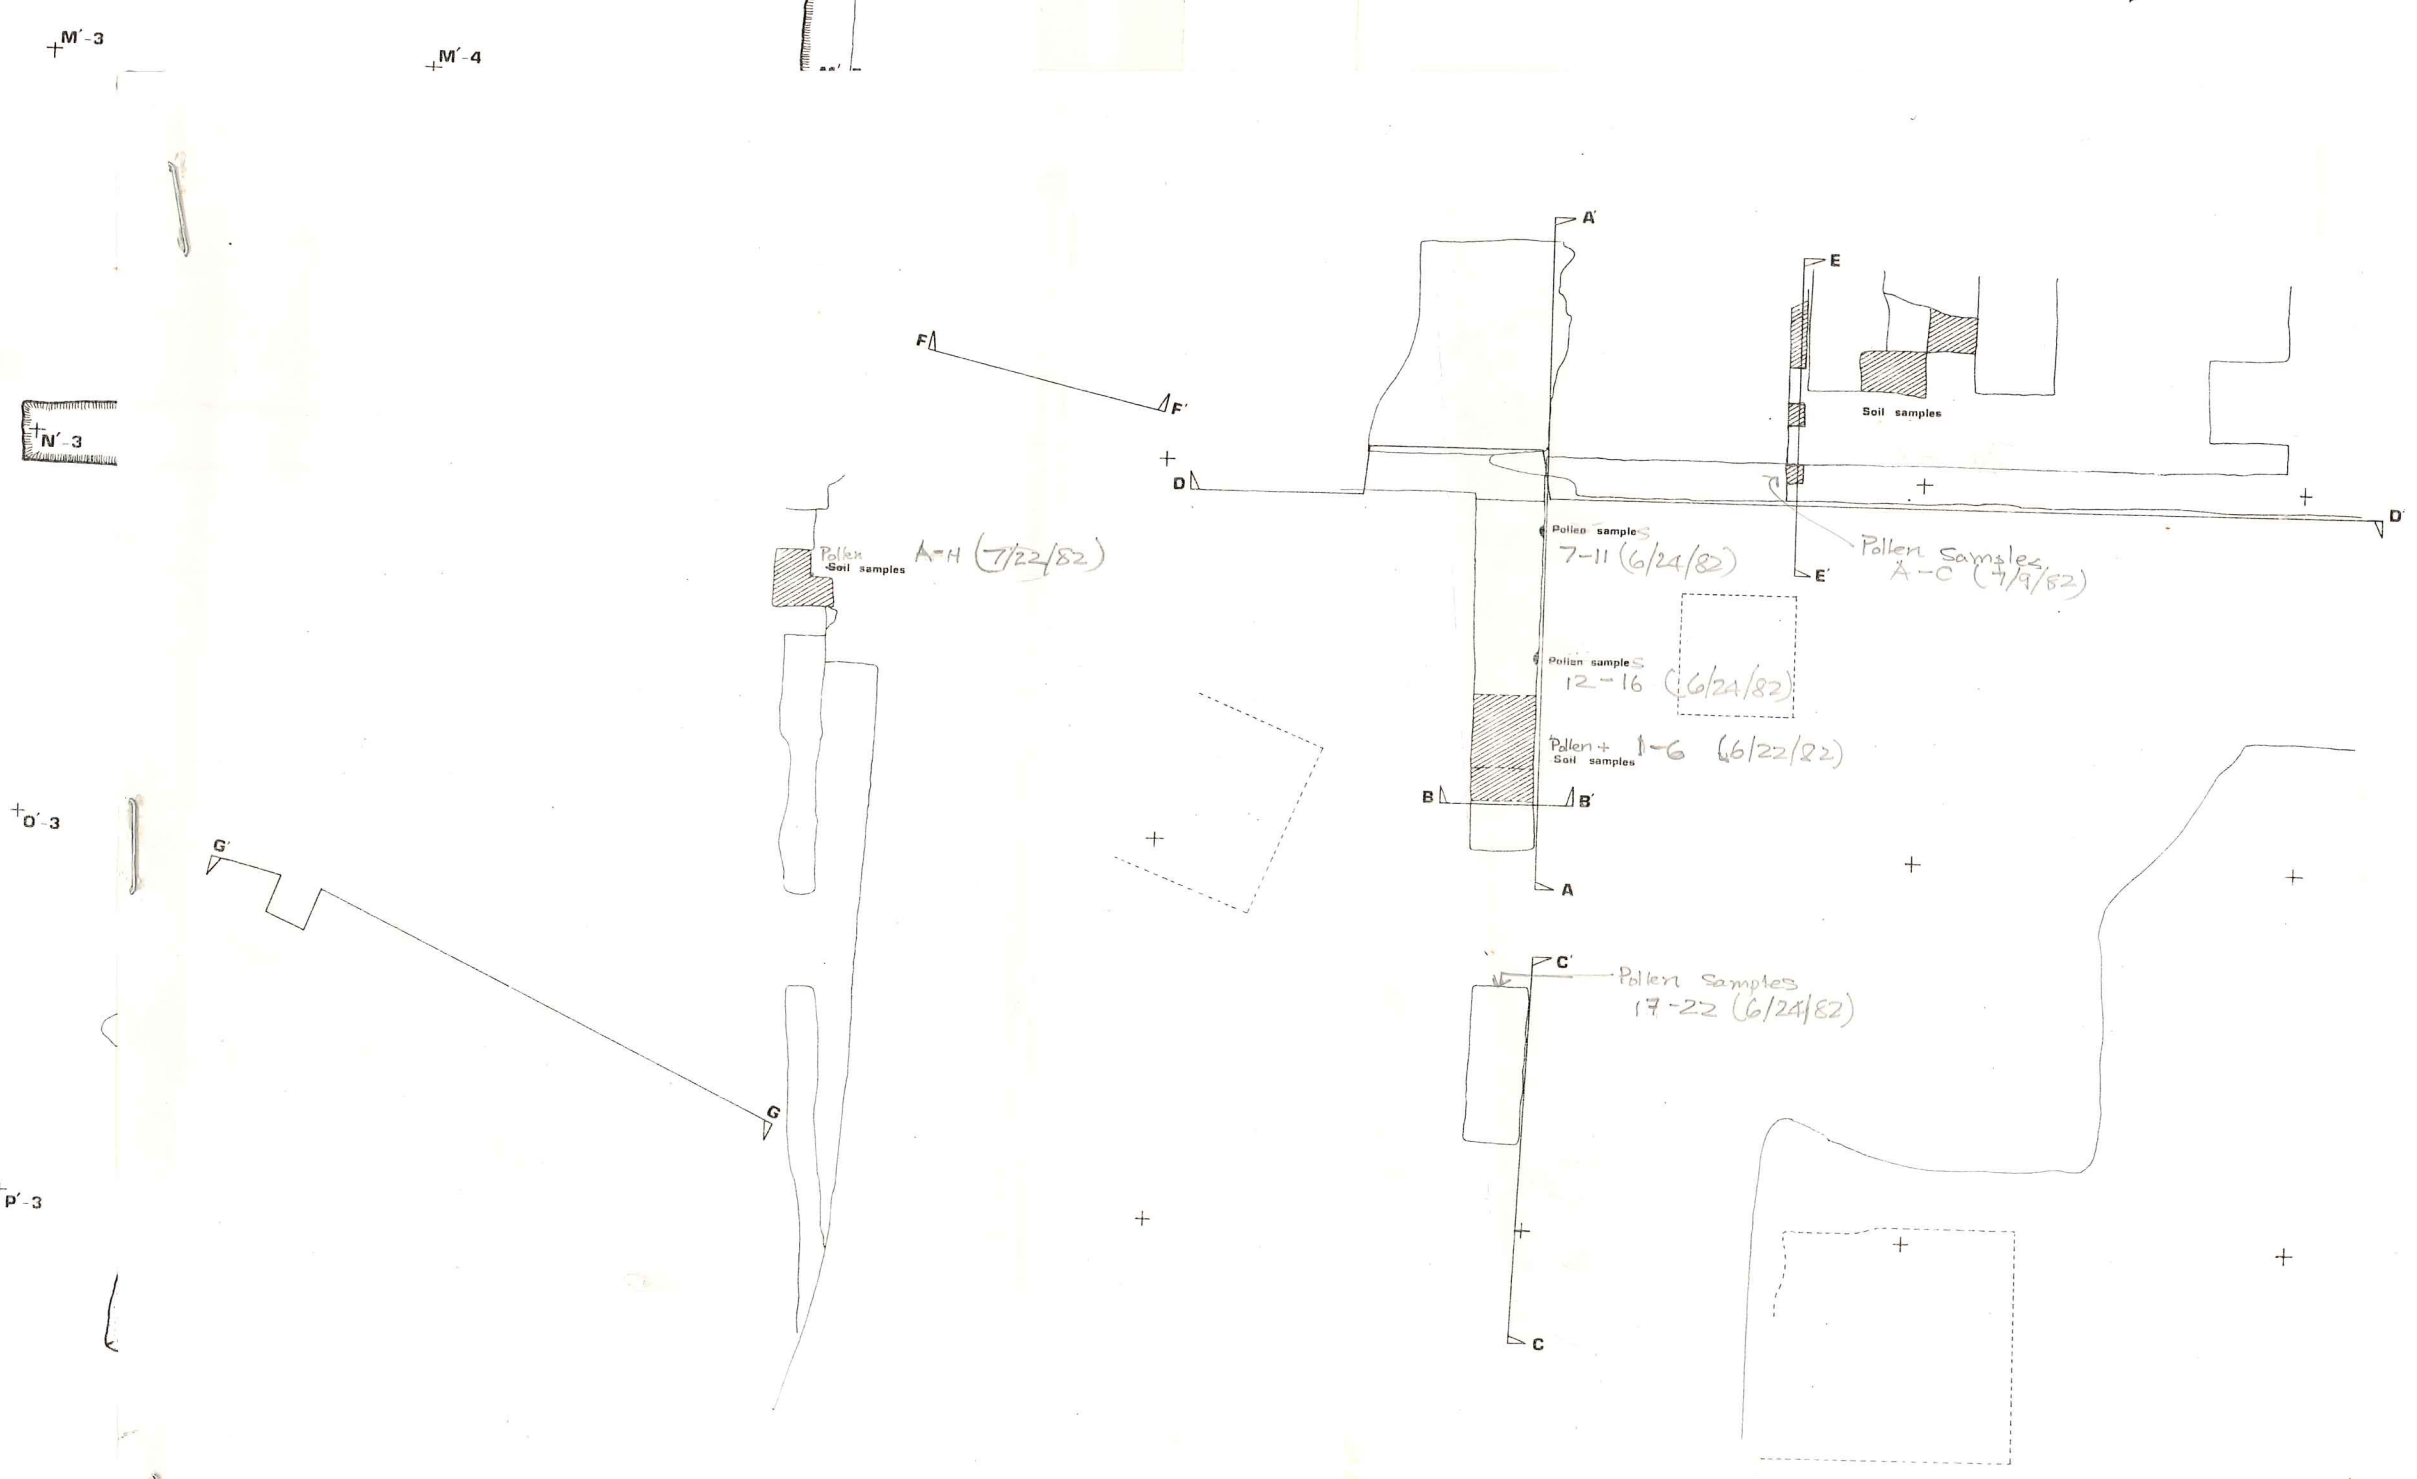 M'-3
M'-4
A'
E
F
F'
Soil samples
N'-3
D
D'
Pollen samples
7-11 (6/24/82)
Pollen Samples
A-C (7/9/82)
E'
Pollen
Soil samples
A-H (7/22/82)
Pollen samples
12-16 (6/24/82)
Pollen +
Soil samples
1-6 (6/22/82)
B
B'
O'-3
G'
A
C'
Pollen Samples
17-22 (6/24/82)
G
P'-3
C